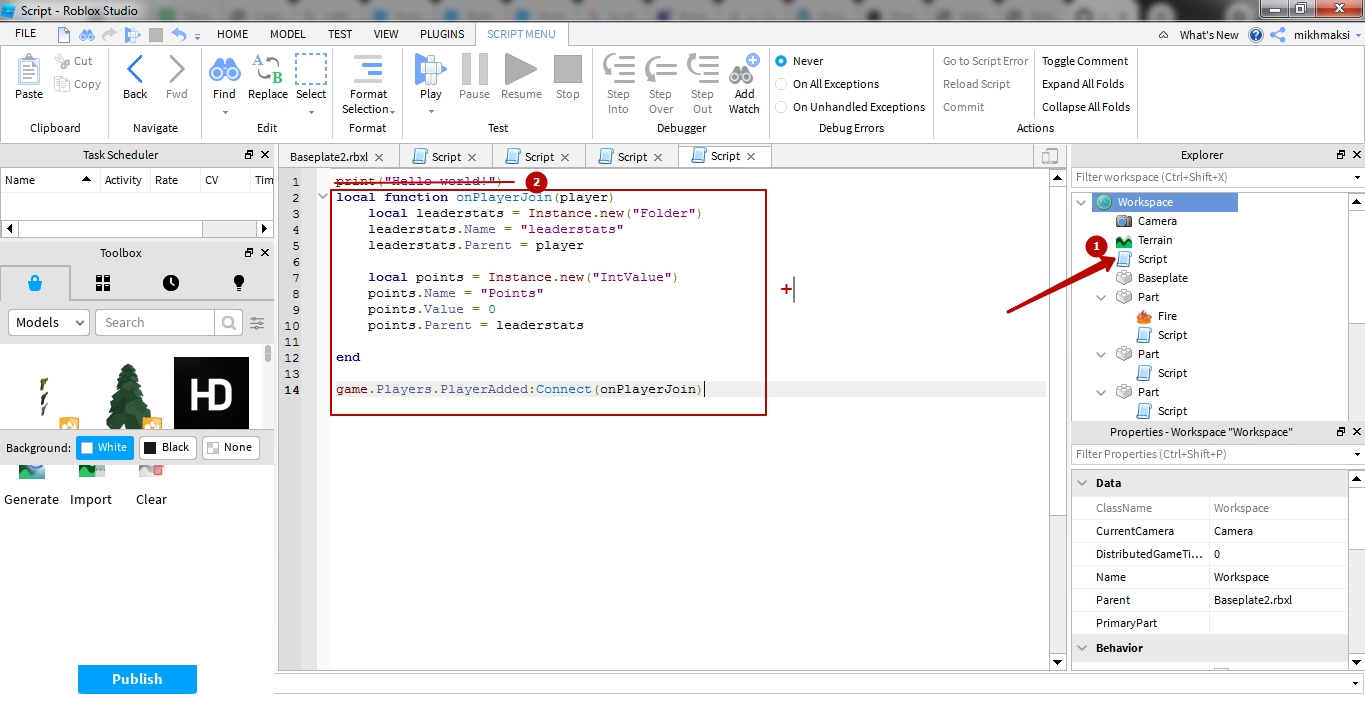 Script - Roblox Studio
FILE HOME MODEL TEST VIEW PLUGINS SCRIPT MENU What's New mikhmaksi
Paste Cut Copy Back Fwd Find Replace Select Format Selection Play Pause Resume Stop Step Into Step Over Step Out Add Watch
Never
On All Exceptions
On Unhandled Exceptions
Go to Script Error
Reload Script
Commit
Toggle Comment
Expand All Folds
Collapse All Folds
Clipboard Navigate Edit Format Test Debugger Debug Errors Actions
Task Scheduler
Name Activity Rate CV Tim
Toolbox
Models Search
HD
Background: White Black None
Generate Import Clear
Publish
Baseplate2.rbxl Script Script Script Script
1 print("Hello world!") 2
2 local function onPlayerJoin(player)
3 local leaderstats = Instance.new("Folder")
4 leaderstats.Name = "leaderstats"
5 leaderstats.Parent = player
6
7 local points = Instance.new("IntValue")
8 points.Name = "Points"
9 points.Value = 0
10 points.Parent = leaderstats
11
12 end
13
14 game.Players.PlayerAdded:Connect(onPlayerJoin)
Explorer
Filter workspace (Ctrl+Shift+X)
Workspace
Camera
Terrain
1 Script
Baseplate
Part
Fire
Script
Part
Script
Part
Script
Properties - Workspace "Workspace"
Filter Properties (Ctrl+Shift+P)
Data
ClassName Workspace
CurrentCamera Camera
DistributedGameTi... 0
Name Workspace
Parent Baseplate2.rbxl
PrimaryPart
Behavior